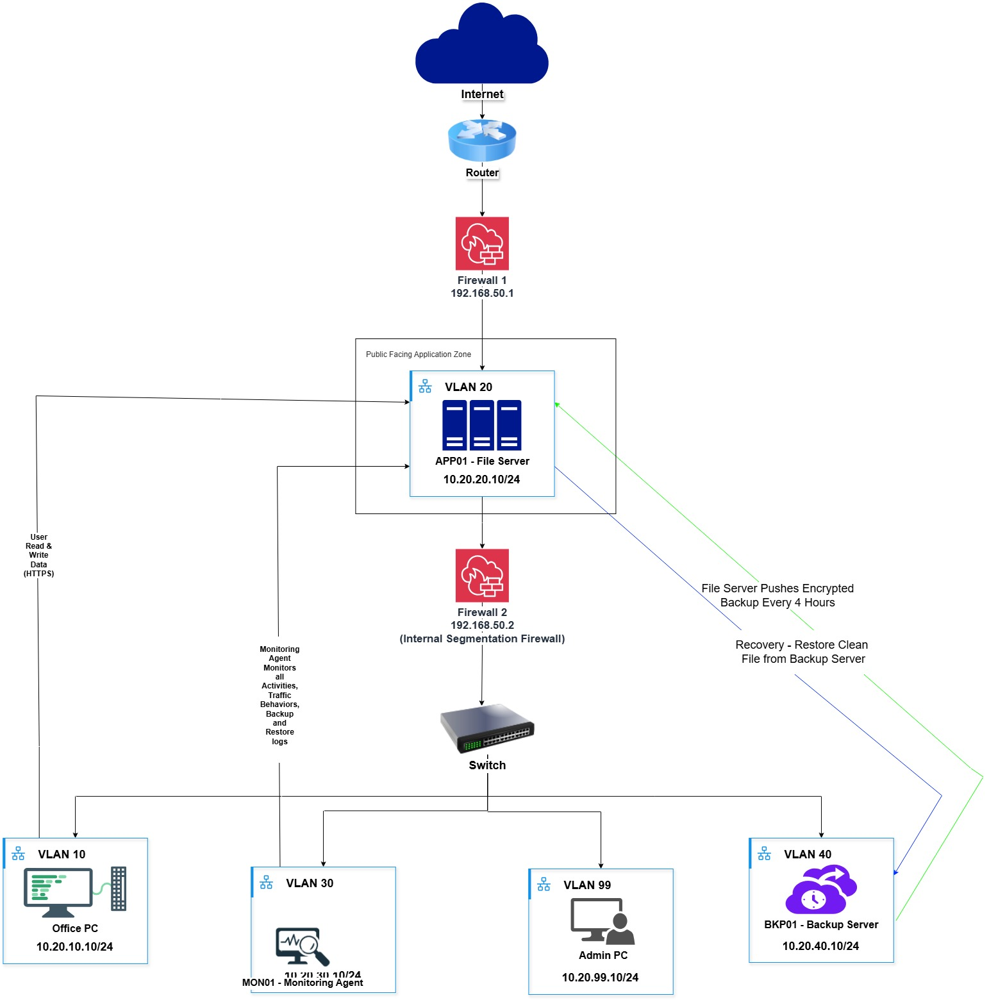 Internet
Router
Firewall 1
192.168.50.1
Public Facing Application Zone
VLAN 20
APP01 - File Server
10.20.20.10/24
User
Read &
Write
Data
(HTTPS)
File Server Pushes Encrypted
Backup Every 4 Hours
Firewall 2
192.168.50.2
(Internal Segmentation Firewall)
Recovery - Restore Clean
File from Backup Server
Monitoring
Agent
Monitors
all
Activities,
Traffic
Behaviors,
Backup
and
Restore
logs
Switch
VLAN 10
Office PC
10.20.10.10/24
VLAN 30
10.20.30.10/24
MON01 - Monitoring Agent
VLAN 99
Admin PC
10.20.99.10/24
VLAN 40
BKP01 - Backup Server
10.20.40.10/24